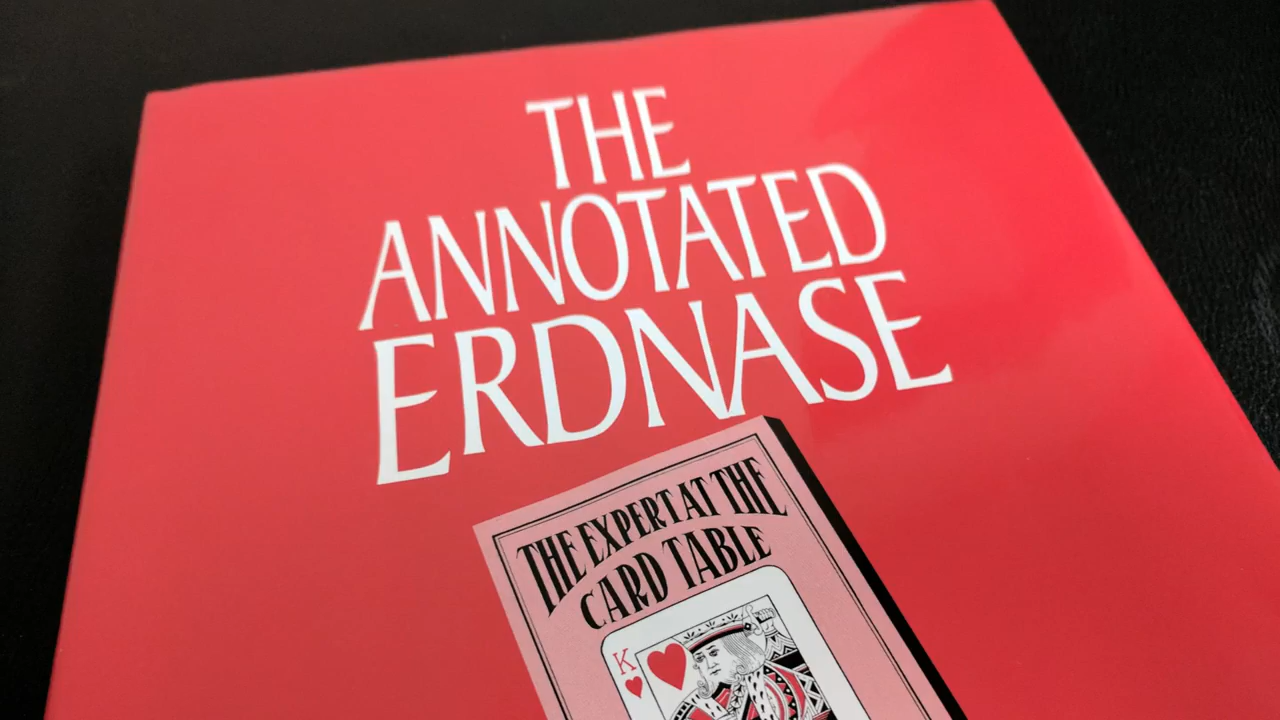 THE
ANNOTATED
ERDNASE
THE EXPERT AT THE
CARD TABLE
K